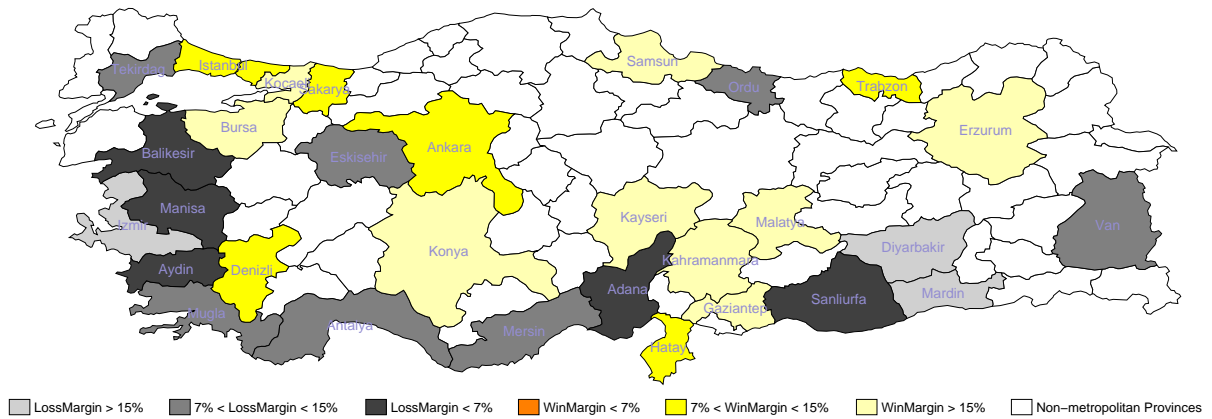 Samsun
Tekirdag
Istanbul
Kocaeli
Sakarya
Ordu
Trabzon
Bursa
Erzurum
Balikesir
Eskisehir
Ankara
Manisa
Kayseri
Malatya
Izmir
Van
Konya
Diyarbakir
Aydin
Denizli
Kahramanmara
Adana
Sanliurfa
Mardin
Mugla
Gaziantep
Antalya
Mersin
Hatay
LossMargin > 15% 7% < LossMargin < 15% LossMargin < 7% WinMargin < 7% 7% < WinMargin < 15% WinMargin > 15% Non−metropolitan Provinces